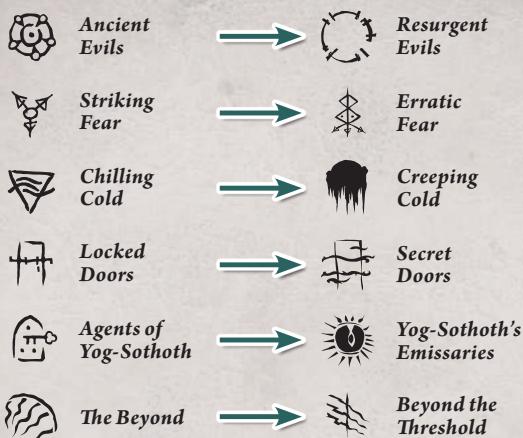 Ancient
Evils
Resurgent
Evils
Striking
Fear
Erratic
Fear
Chilling
Cold
Creeping
Cold
Locked
Doors
Secret
Doors
Agents of
Yog-Sothoth
Yog-Sothoth's
Emissaries
The Beyond
Beyond the
Threshold